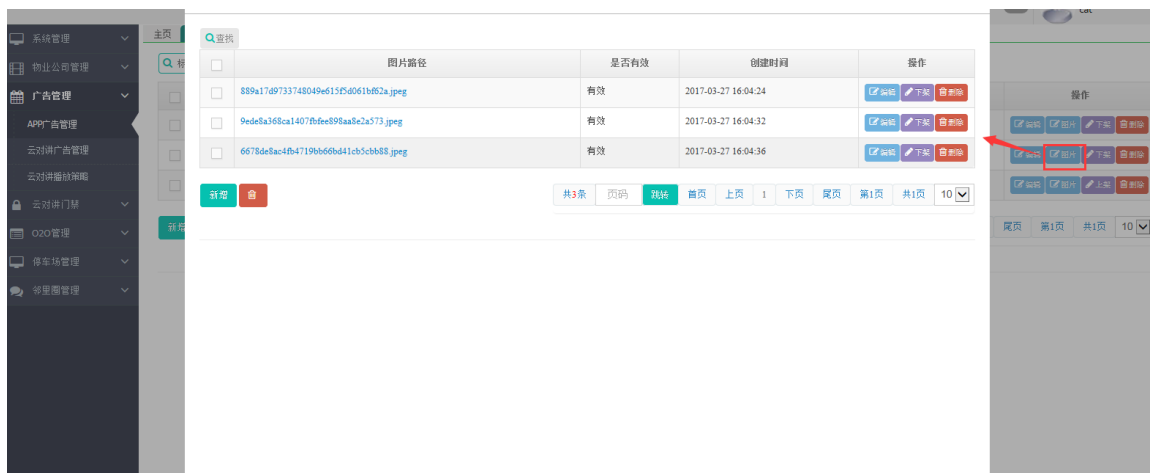 cat
系统管理
物业公司管理
广告管理
APP广告管理
云对讲广告管理
云对讲播放策略
云对讲门禁
O2O管理
停车场管理
邻里圈管理
主页
查找
图片路径 是否有效 创建时间 操作
889a17d9733748049e615f5d061bf62a.jpeg 有效 2017-03-27 16:04:24 编辑 下架 删除
9ede8a368ca1407fbfee898aa8e2a573.jpeg 有效 2017-03-27 16:04:32 编辑 下架 删除
6678de8ac4fb4719bb66bd41cb5cbb88.jpeg 有效 2017-03-27 16:04:36 编辑 下架 删除
新增 共3条 页码 跳转 首页 上页 1 下页 尾页 第1页 共1页 10
操作
编辑 图片 下架 删除
编辑 图片 下架 删除
编辑 图片 上架 删除
新增 尾页 第1页 共1页 10